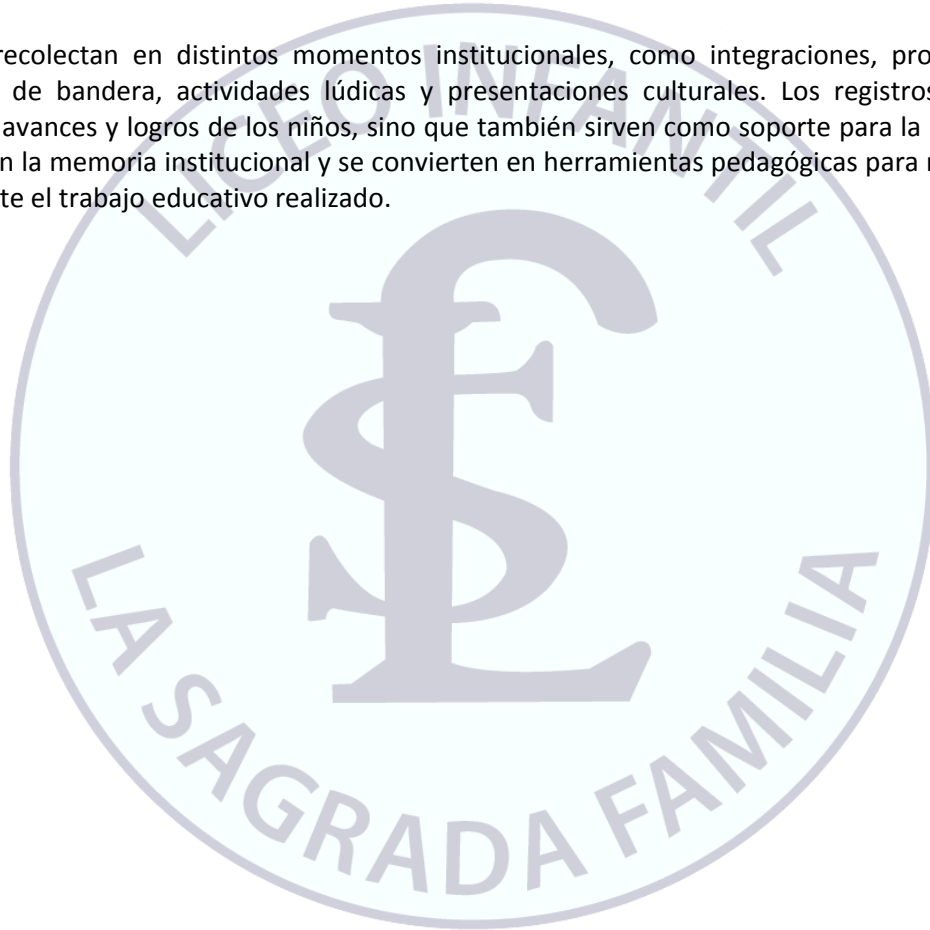 recolectan en distintos momentos institucionales, como integraciones, pro
de bandera, actividades lúdicas y presentaciones culturales. Los registros
avances y logros de los niños, sino que también sirven como soporte para la
n la memoria institucional y se convierten en herramientas pedagógicas para
te el trabajo educativo realizado.
LICEO INFANTIL
LA SAGRADA FAMILIA